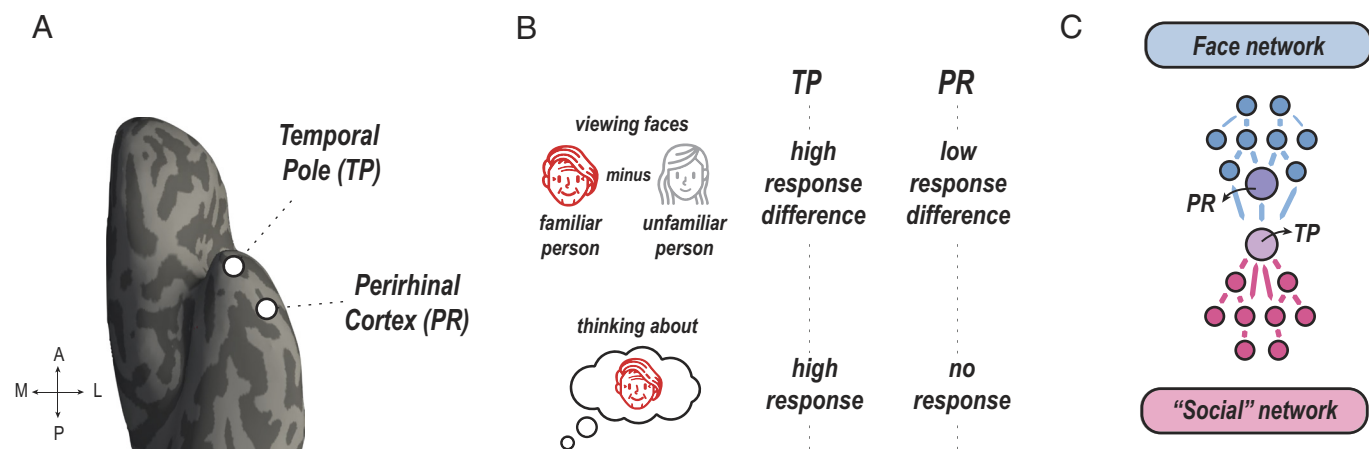 A
Temporal
Pole (TP)
Perirhinal
Cortex (PR)
A
M
L
P
B
TP
PR
viewing faces
minus
familiar
person
unfamiliar
person
high
response
difference
low
response
difference
thinking about
high
response
no
response
C
Face network
PR
TP
“Social” network